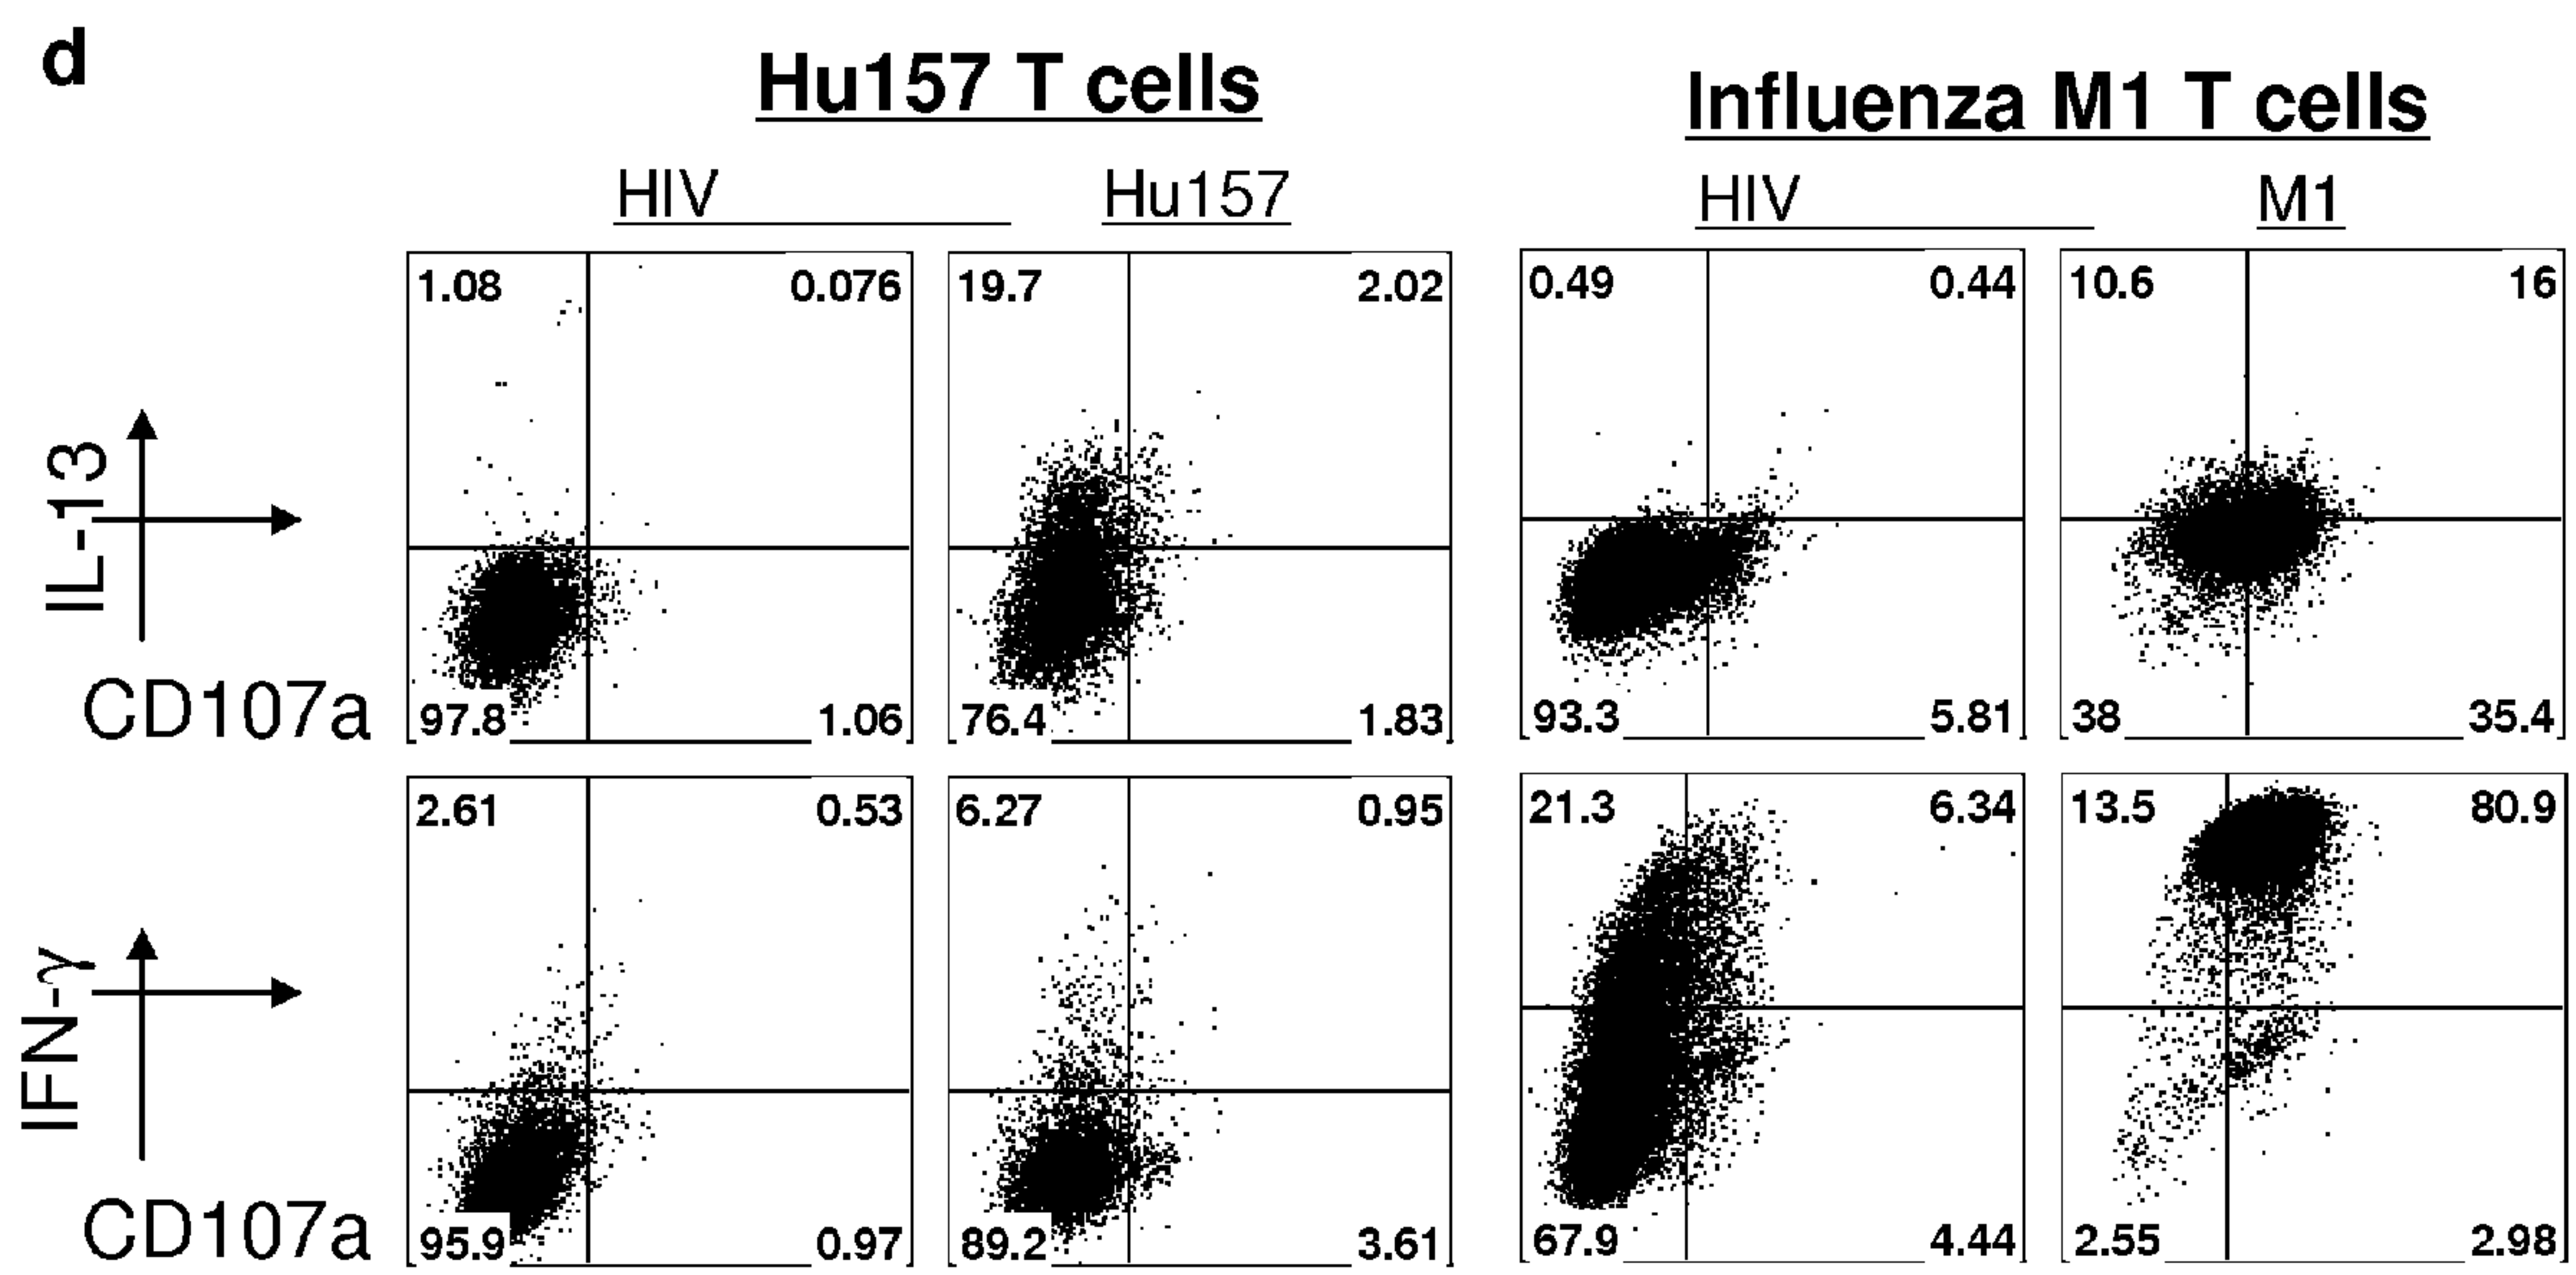 d
Hu157 T cells
Influenza M1 T cells
HIV
Hu157
HIV
M1
1.08 0.076
19.7 2.02
0.49 0.44
10.6 16
IL-13
CD107a
97.8 1.06
76.4 1.83
93.3 5.81
38 35.4
2.61 0.53
6.27 0.95
21.3 6.34
13.5 80.9
IFN-γ
CD107a
95.9 0.97
89.2 3.61
67.9 4.44
2.55 2.98